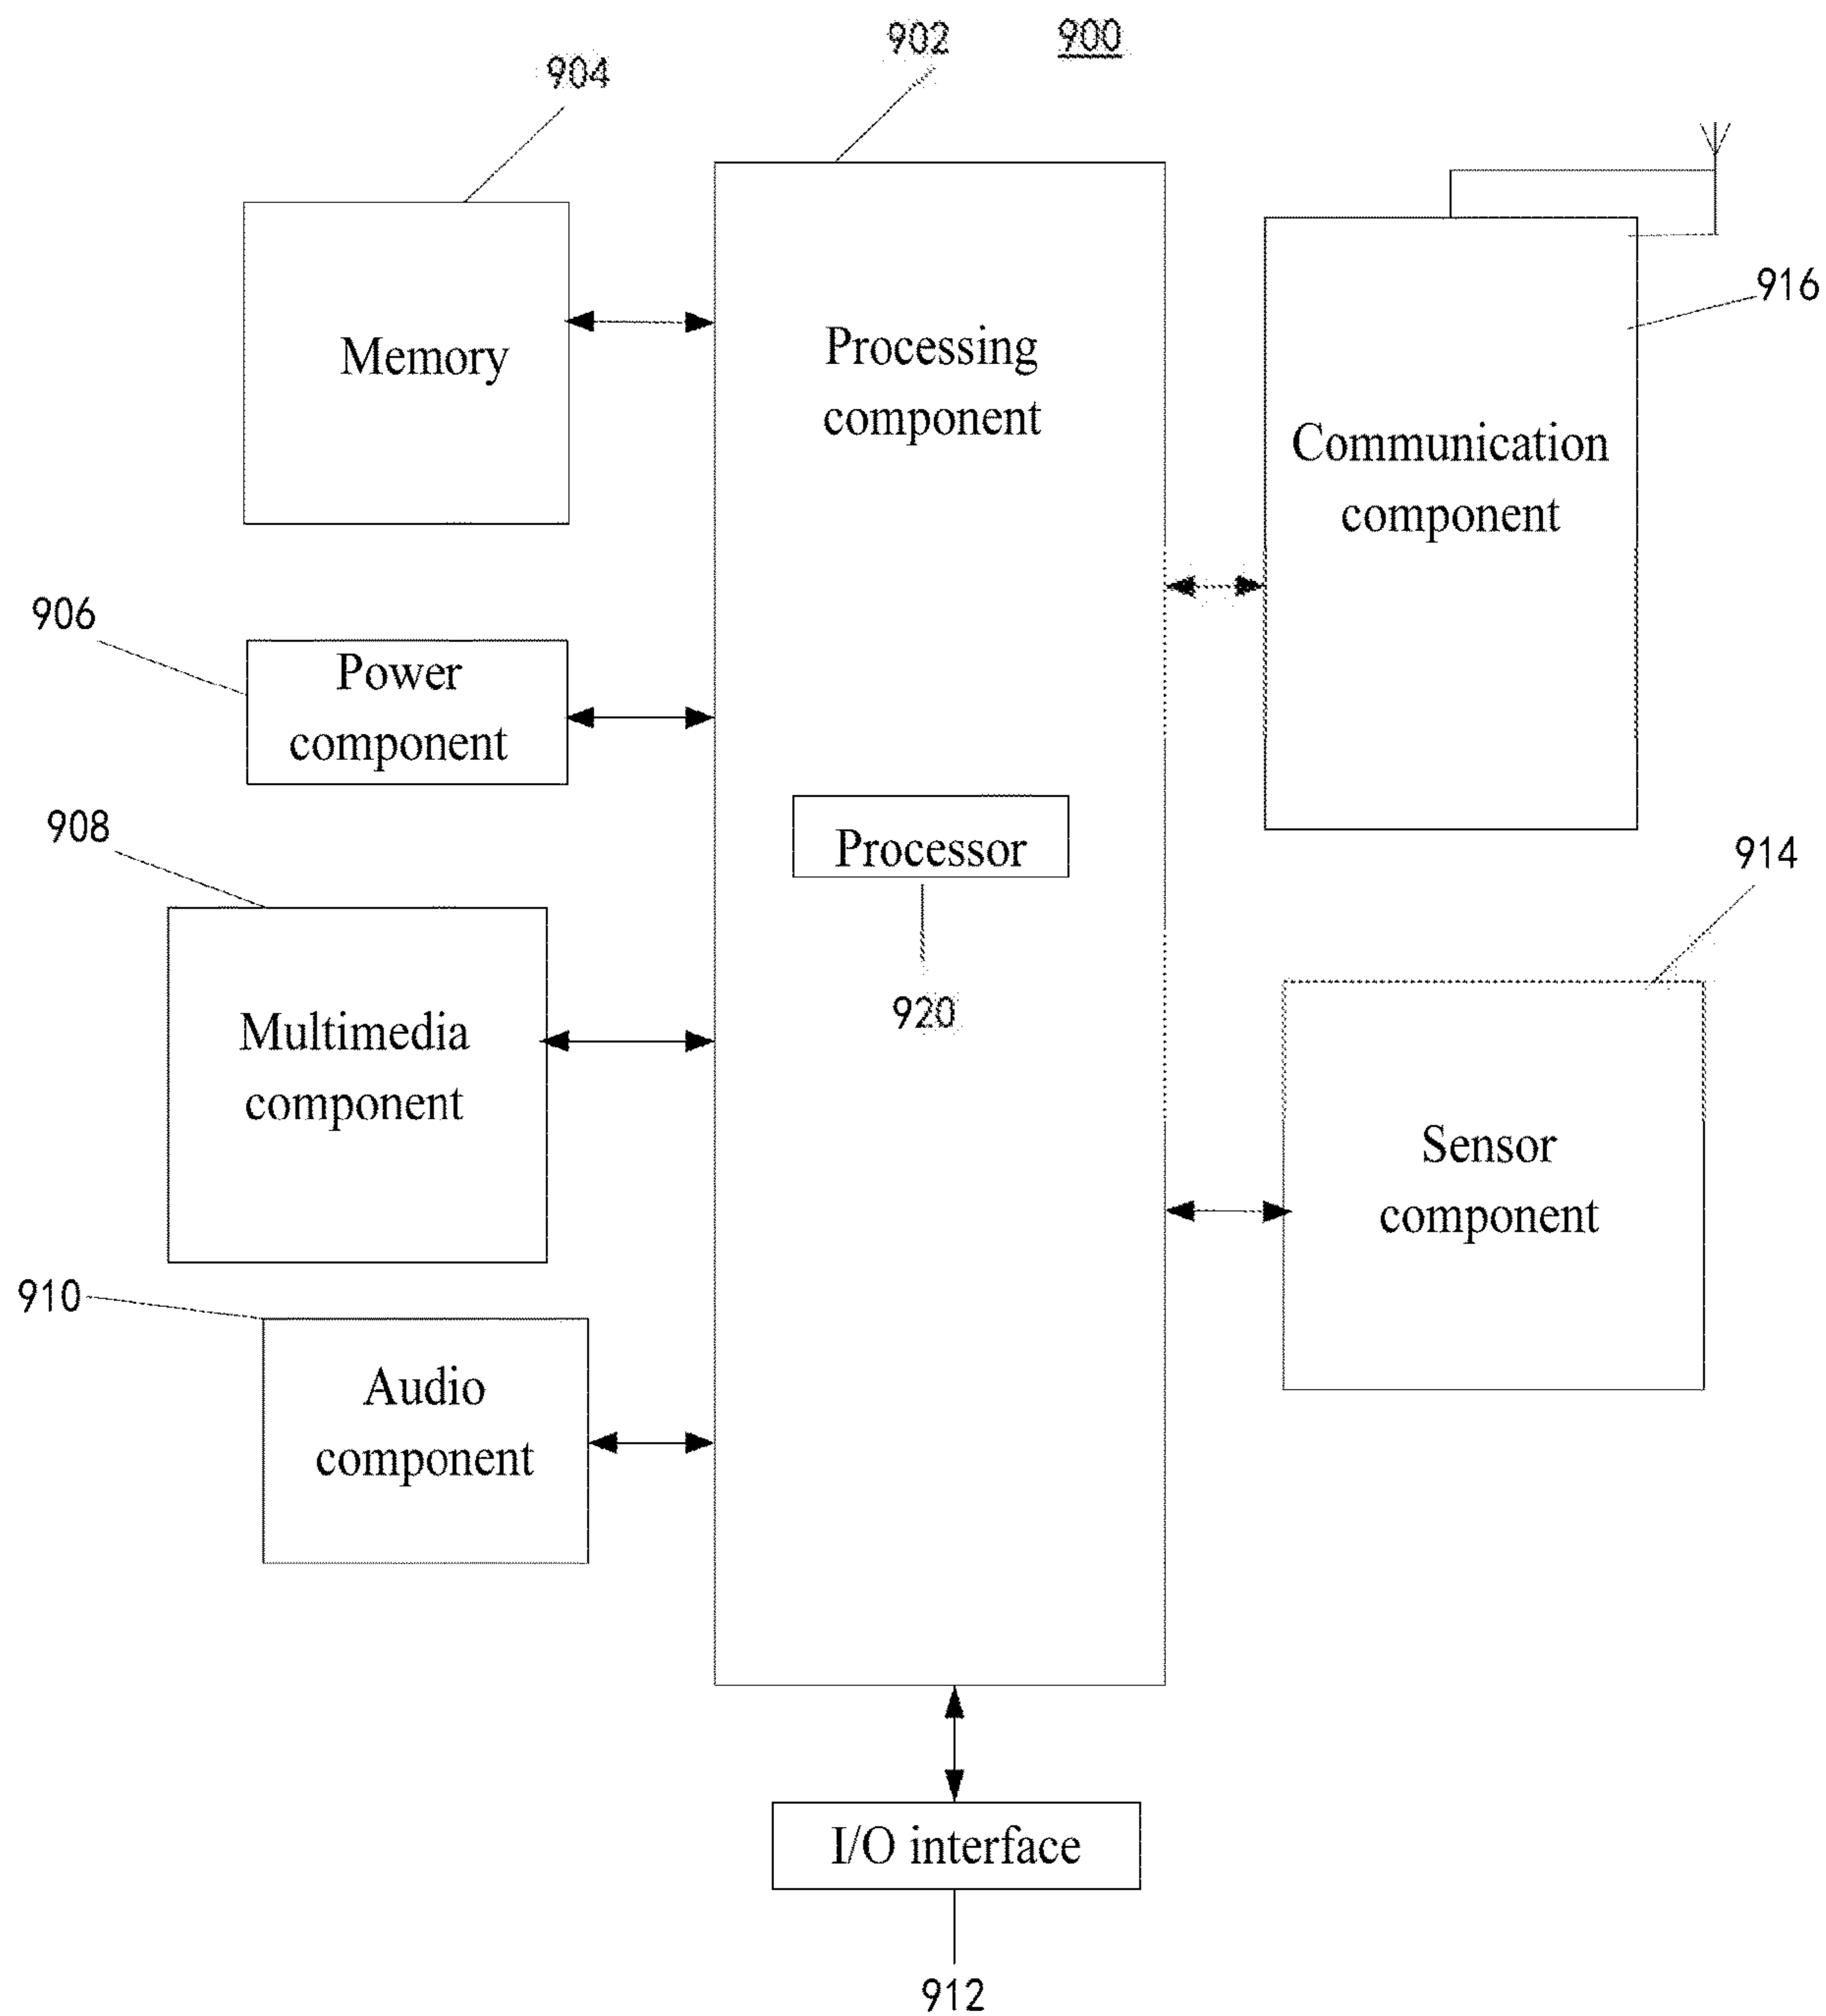 902
900
904
916
Memory
Processing
component
Communication
component
906
Power
component
908
Processor
914
920
Multimedia
component
Sensor
component
910
Audio
component
I/O interface
912